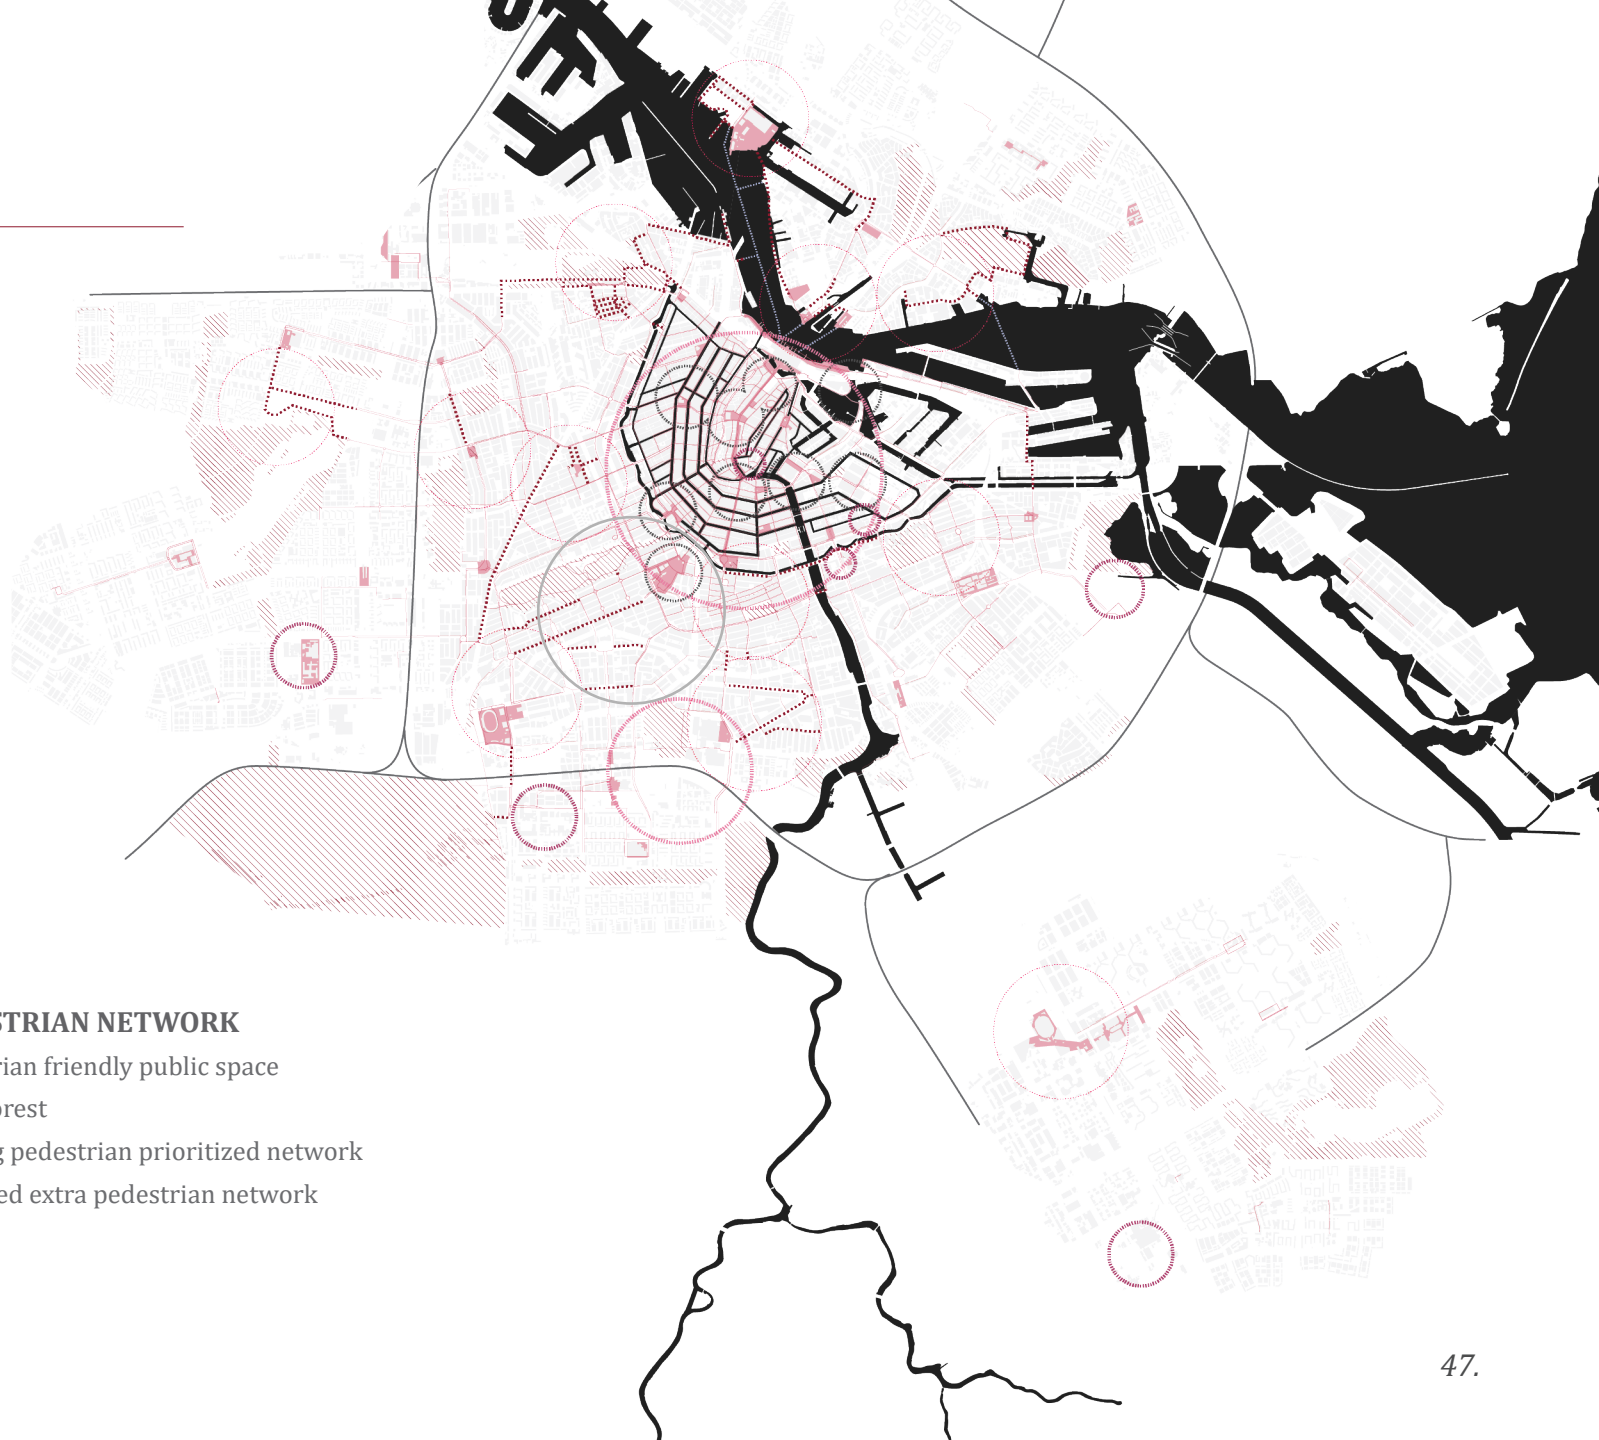 STRIAN NETWORK
rian friendly public space
orest
g pedestrian prioritized network
ed extra pedestrian network
47.